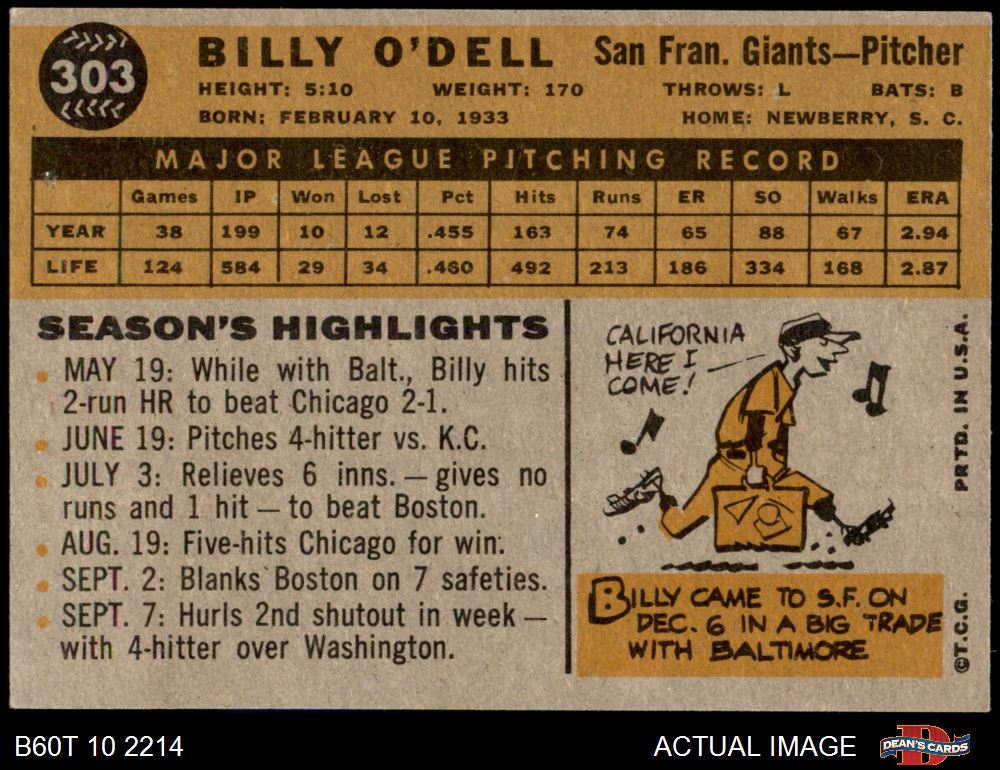 303
BILLY O'DELL San Fran. Giants—Pitcher
HEIGHT: 5:10 WEIGHT: 170 THROWS: L BATS: B
BORN: FEBRUARY 10, 1933 HOME: NEWBERRY, S. C.
MAJOR LEAGUE PITCHING RECORD
Games IP Won Lost Pct Hits Runs ER SO Walks ERA
YEAR 38 199 10 12 .455 163 74 65 88 67 2.94
LIFE 124 584 29 34 .460 492 213 186 334 168 2.87
SEASON'S HIGHLIGHTS
• MAY 19: While with Balt., Billy hits
2-run HR to beat Chicago 2-1.
• JUNE 19: Pitches 4-hitter vs. K.C.
• JULY 3: Relieves 6 inns. — gives no
runs and 1 hit — to beat Boston.
• AUG. 19: Five-hits Chicago for win.
• SEPT. 2: Blanks Boston on 7 safeties.
• SEPT. 7: Hurls 2nd shutout in week —
with 4-hitter over Washington.
CALIFORNIA
HERE I
COME!
BILLY CAME TO S.F. ON
DEC. 6 IN A BIG TRADE
WITH BALTIMORE
©T.C.G. PRTD. IN U.S.A.
B60T 10 2214 ACTUAL IMAGE
D
DEAN'S CARDS